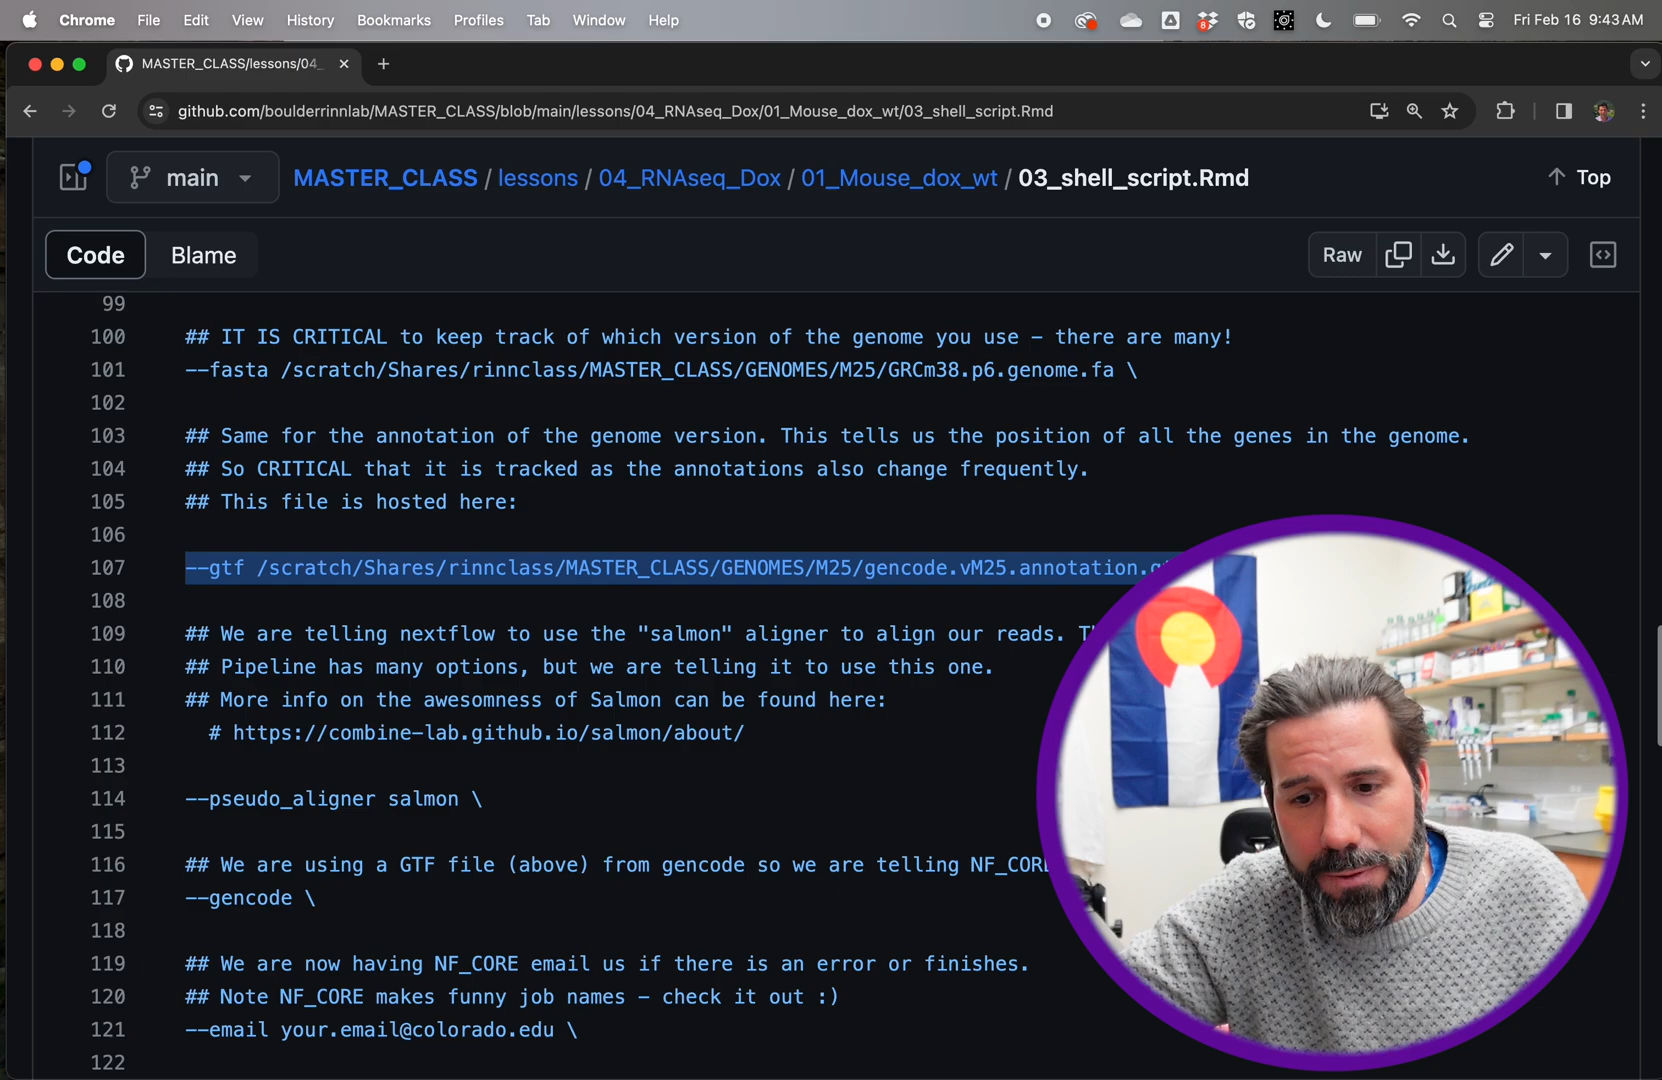 Chrome File Edit View History Bookmarks Profiles Tab Window Help 8 Fri Feb 16 9:43 AM
MASTER_CLASS/lessons/04_
github.com/boulderrinnlab/MASTER_CLASS/blob/main/lessons/04_RNAseq_Dox/01_Mouse_dox_wt/03_shell_script.Rmd
main MASTER_CLASS / lessons / 04_RNAseq_Dox / 01_Mouse_dox_wt / 03_shell_script.Rmd Top
Code Blame Raw
99
100 ## IT IS CRITICAL to keep track of which version of the genome you use - there are many!
101 --fasta /scratch/Shares/rinnclass/MASTER_CLASS/GENOMES/M25/GRCm38.p6.genome.fa \
102
103 ## Same for the annotation of the genome version. This tells us the position of all the genes in the genome.
104 ## So CRITICAL that it is tracked as the annotations also change frequently.
105 ## This file is hosted here:
106
107 --gtf /scratch/Shares/rinnclass/MASTER_CLASS/GENOMES/M25/gencode.vM25.annotation.g
108
109 ## We are telling nextflow to use the "salmon" aligner to align our reads.
110 ## Pipeline has many options, but we are telling it to use this one.
111 ## More info on the awesomness of Salmon can be found here:
112 # https://combine-lab.github.io/salmon/about/
113
114 --pseudo_aligner salmon \
115
116 ## We are using a GTF file (above) from gencode so we are telling NF_CORE
117 --gencode \
118
119 ## We are now having NF_CORE email us if there is an error or finishes.
120 ## Note NF_CORE makes funny job names - check it out :)
121 --email your.email@colorado.edu \
122